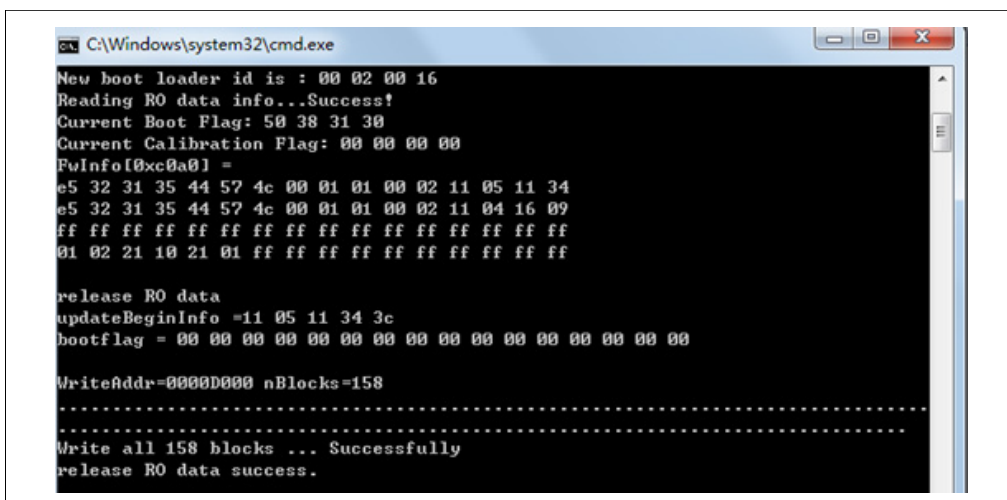 C:\Windows\system32\cmd.exe
New boot loader id is : 00 02 00 16
Reading RO data info...Success!
Current Boot Flag: 50 38 31 30
Current Calibration Flag: 00 00 00 00
FwInfo[0xc0a0] =
e5 32 31 35 44 57 4c 00 01 01 00 02 11 05 11 34
e5 32 31 35 44 57 4c 00 01 01 00 02 11 04 16 09
ff ff ff ff ff ff ff ff ff ff ff ff ff ff ff ff
01 02 21 10 21 01 ff ff ff ff ff ff ff ff ff ff
release RO data
updateBeginInfo =11 05 11 34 3c
bootflag = 00 00 00 00 00 00 00 00 00 00 00 00 00 00 00 00
WriteAddr=0000D000 nBlocks=158
................................................................................
..............................................................................
Write all 158 blocks ... Successfully
release RO data success.